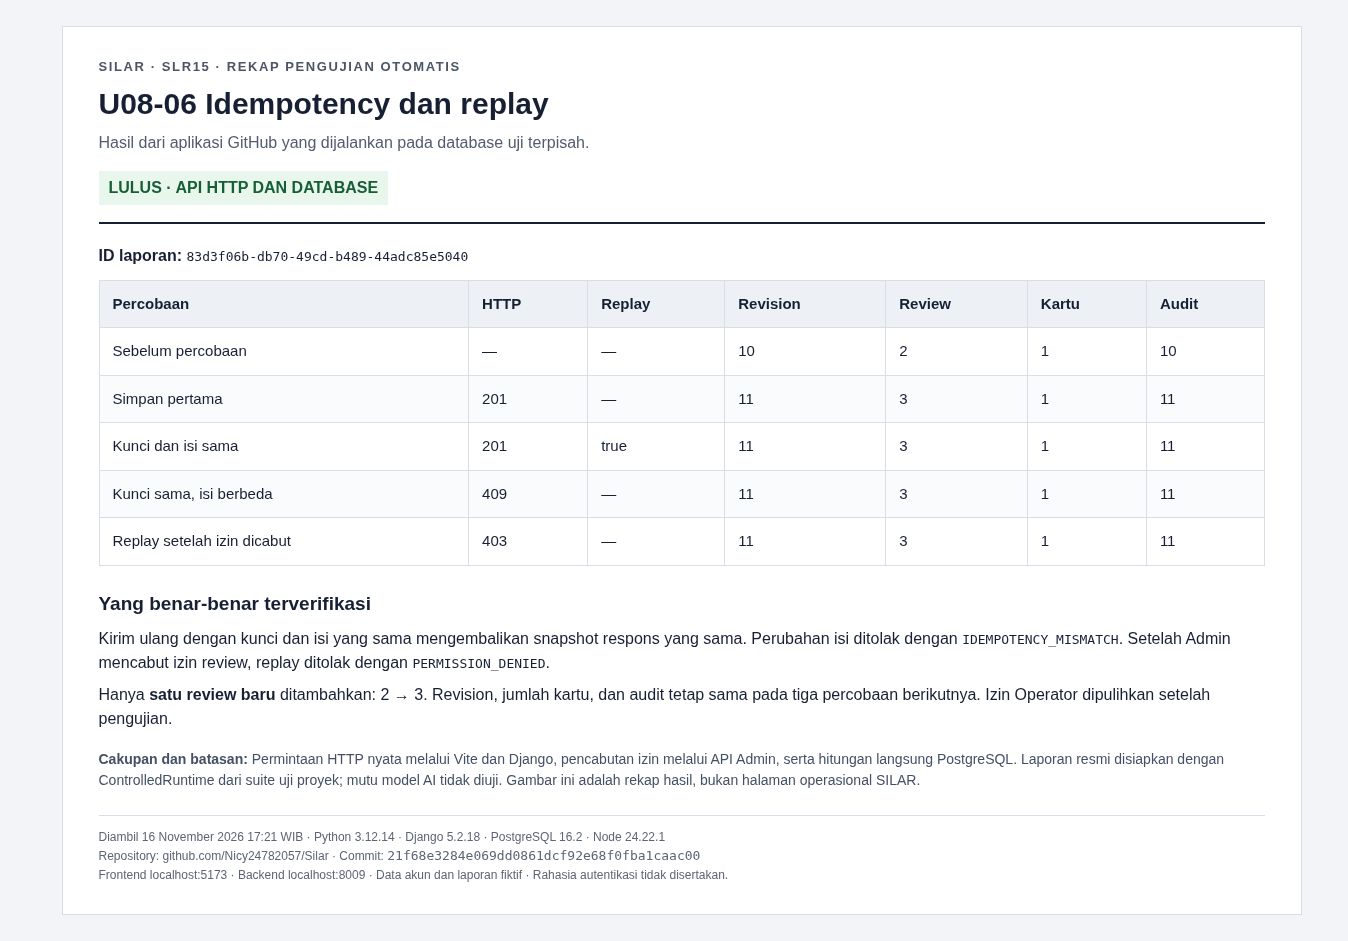 SILAR · SLR15 · REKAP PENGUJIAN OTOMATIS
U08-06 Idempotency dan replay
Hasil dari aplikasi GitHub yang dijalankan pada database uji terpisah.
LULUS · API HTTP DAN DATABASE
ID laporan: 83d3f06b-db70-49cd-b489-44adc85e5040
Percobaan HTTP Replay Revision Review Kartu Audit
Sebelum percobaan — — 10 2 1 10
Simpan pertama 201 — 11 3 1 11
Kunci dan isi sama 201 true 11 3 1 11
Kunci sama, isi berbeda 409 — 11 3 1 11
Replay setelah izin dicabut 403 — 11 3 1 11
Yang benar-benar terverifikasi
Kirim ulang dengan kunci dan isi yang sama mengembalikan snapshot respons yang sama. Perubahan isi ditolak dengan IDEMPOTENCY_MISMATCH. Setelah Admin
mencabut izin review, replay ditolak dengan PERMISSION_DENIED.
Hanya satu review baru ditambahkan: 2 → 3. Revision, jumlah kartu, dan audit tetap sama pada tiga percobaan berikutnya. Izin Operator dipulihkan setelah
pengujian.
Cakupan dan batasan: Permintaan HTTP nyata melalui Vite dan Django, pencabutan izin melalui API Admin, serta hitungan langsung PostgreSQL. Laporan resmi disiapkan dengan
ControlledRuntime dari suite uji proyek; mutu model AI tidak diuji. Gambar ini adalah rekap hasil, bukan halaman operasional SILAR.
Diambil 16 November 2026 17:21 WIB · Python 3.12.14 · Django 5.2.18 · PostgreSQL 16.2 · Node 24.22.1
Repository: github.com/Nicy24782057/Silar · Commit: 21f68e3284e069dd0861dcf92e68f0fba1caac00
Frontend localhost:5173 · Backend localhost:8009 · Data akun dan laporan fiktif · Rahasia autentikasi tidak disertakan.